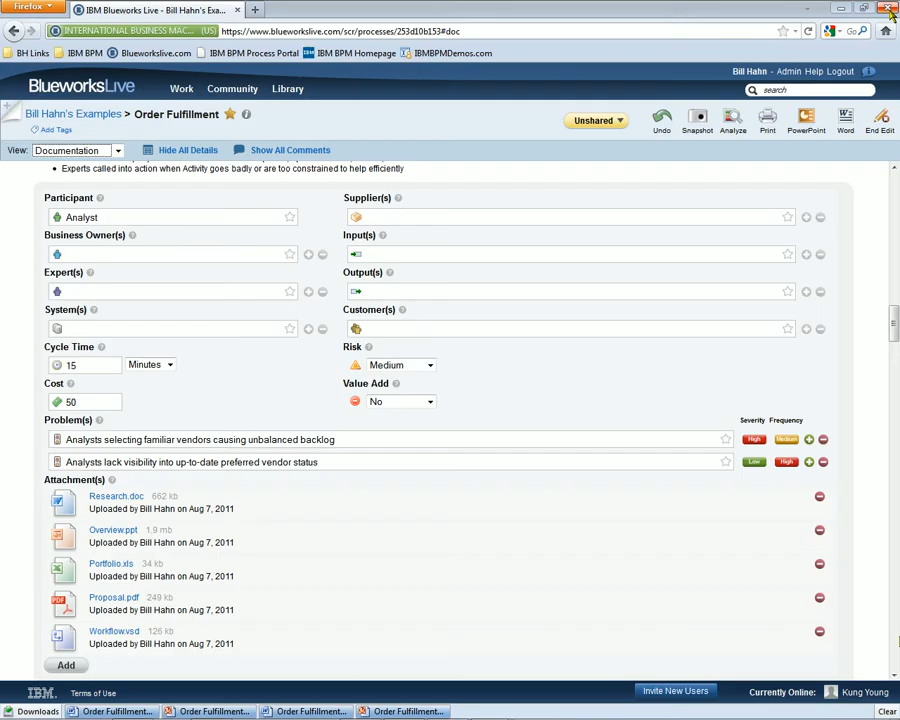 Firefox
IBM Blueworks Live - Bill Hahn's Exa...
INTERNATIONAL BUSINESS MAC... (US) https://www.blueworkslive.com/scr/processes/253d10b153#doc Go
BH Links IBM BPM Blueworkslive.com IBM BPM Process Portal IBM BPM Homepage IBMBPMDemos.com
Bill Hahn - Admin Help Logout
BlueworksLive Work Community Library search
Bill Hahn's Examples > Order Fulfillment
Add Tags
Unshared
Undo Snapshot Analyze Print PowerPoint Word End Edit
View: Documentation Hide All Details Show All Comments
Experts called into action when Activity goes badly or are too constrained to help efficiently
Participant Supplier(s)
Analyst
Business Owner(s) Input(s)
Expert(s) Output(s)
System(s) Customer(s)
Cycle Time Risk
15 Minutes Medium
Cost Value Add
50 No
Problem(s) Severity Frequency
Analysts selecting familiar vendors causing unbalanced backlog High Medium
Analysts lack visibility into up-to-date preferred vendor status Low High
Attachment(s)
Research.doc 662 kb
Uploaded by Bill Hahn on Aug 7, 2011
Overview.ppt 1.9 mb
Uploaded by Bill Hahn on Aug 7, 2011
Portfolio.xls 34 kb
Uploaded by Bill Hahn on Aug 7, 2011
PDF
Proposal.pdf 249 kb
Uploaded by Bill Hahn on Aug 7, 2011
Workflow.vsd 126 kb
Uploaded by Bill Hahn on Aug 7, 2011
Add
IBM. Terms of Use Invite New Users Currently Online: Kung Young
Downloads Order Fulfillment... Order Fulfillment... Order Fulfillment... Order Fulfillment... Clear